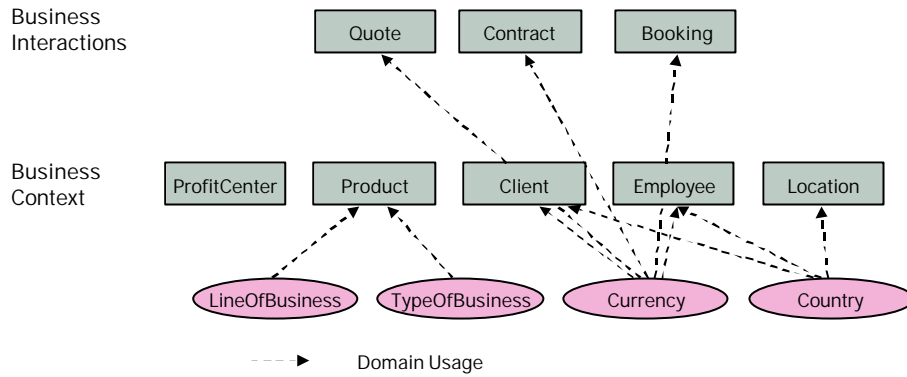 Business
Interactions
Quote
Contract
Booking
Business
Context
ProfitCenter
Product
Client
Employee
Location
LineOfBusiness
TypeOfBusiness
Currency
Country
Domain Usage